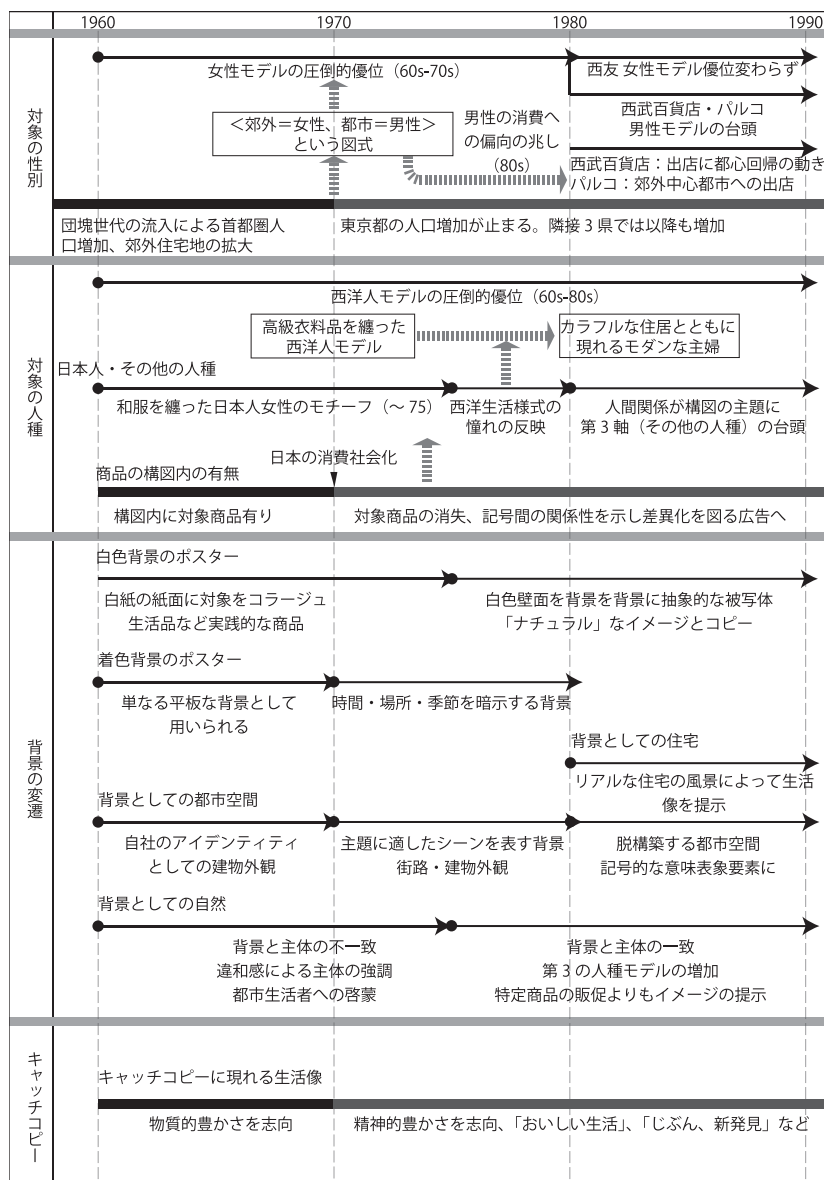 1960
1970
1980
1990
対象の性別
女性モデルの圧倒的優位（60s-70s）
西友 女性モデル優位変わらず
西武百貨店・パルコ
男性モデルの台頭
＜郊外＝女性、都市＝男性＞
という図式
男性の消費へ
の偏向の兆し
（80s）
西武百貨店：出店に都心回帰の動き
パルコ：郊外中心都市への出店
団塊世代の流入による首都圏人
口増加、郊外住宅地の拡大
東京都の人口増加が止まる。隣接 3 県では以降も増加
対象の人種
西洋人モデルの圧倒的優位（60s-80s）
高級衣料品を纏った
西洋人モデル
カラフルな住居とともに
現れるモダンな主婦
日本人・その他の人種
和服を纏った日本人女性のモチーフ（～ 75）
西洋生活様式の
憧れの反映
人間関係が構図の主題に
第 3 軸（その他の人種）の台頭
日本の消費社会化
商品の構図内の有無
構図内に対象商品有り
対象商品の消失、記号間の関係性を示し差異化を図る広告へ
背景の変遷
白色背景のポスター
白紙の紙面に対象をコラージュ
生活品など実践的な商品
白色壁面を背景を背景に抽象的な被写体
「ナチュラル」なイメージとコピー
着色背景のポスター
単なる平板な背景として
用いられる
時間・場所・季節を暗示する背景
背景としての住宅
リアルな住宅の風景によって生活
像を提示
背景としての都市空間
自社のアイデンティティ
としての建物外観
主題に適したシーンを表す背景
街路・建物外観
脱構築する都市空間
記号的な意味表象要素に
背景としての自然
背景と主体の不一致
違和感による主体の強調
都市生活者への啓蒙
背景と主体の一致
第 3 の人種モデルの増加
特定商品の販促よりもイメージの提示
キャッチコピー
キャッチコピーに現れる生活像
物質的豊かさを志向
精神的豊かさを志向、「おいしい生活」、「じぶん、新発見」など